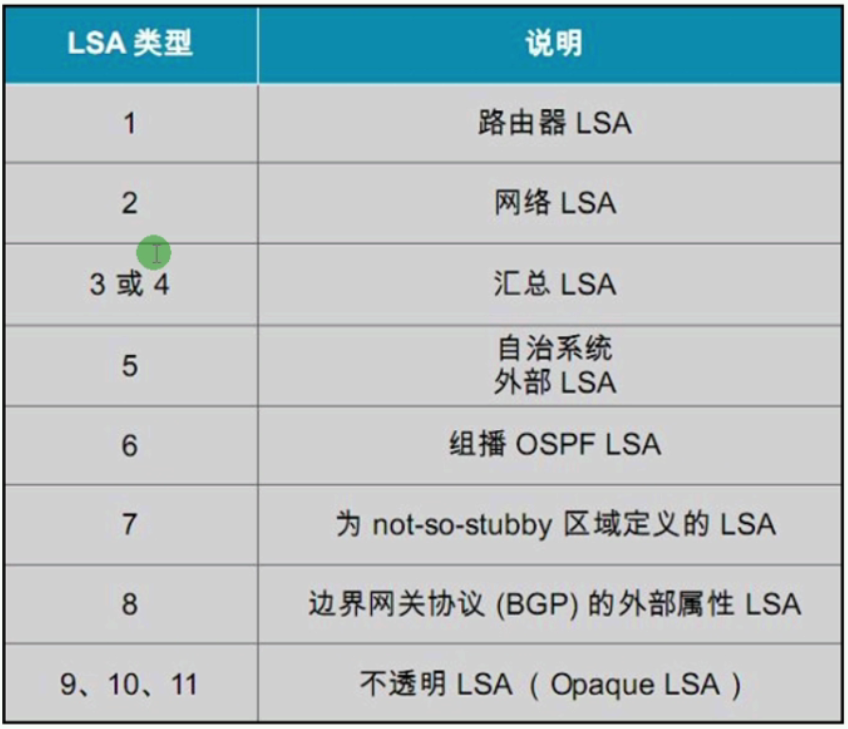 LSA 类型 说明
1 路由器 LSA
2 网络 LSA
3 或 4 汇总 LSA
5 自治系统
外部 LSA
6 组播 OSPF LSA
7 为 not-so-stubby 区域定义的 LSA
8 边界网关协议 (BGP) 的外部属性 LSA
9、10、11 不透明 LSA （ Opaque LSA ）